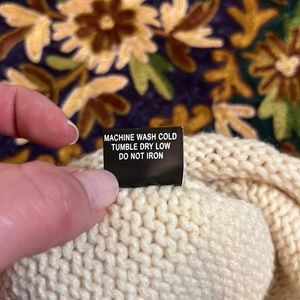 MACHINE WASH COLD
TUMBLE DRY LOW
DO NOT IRON